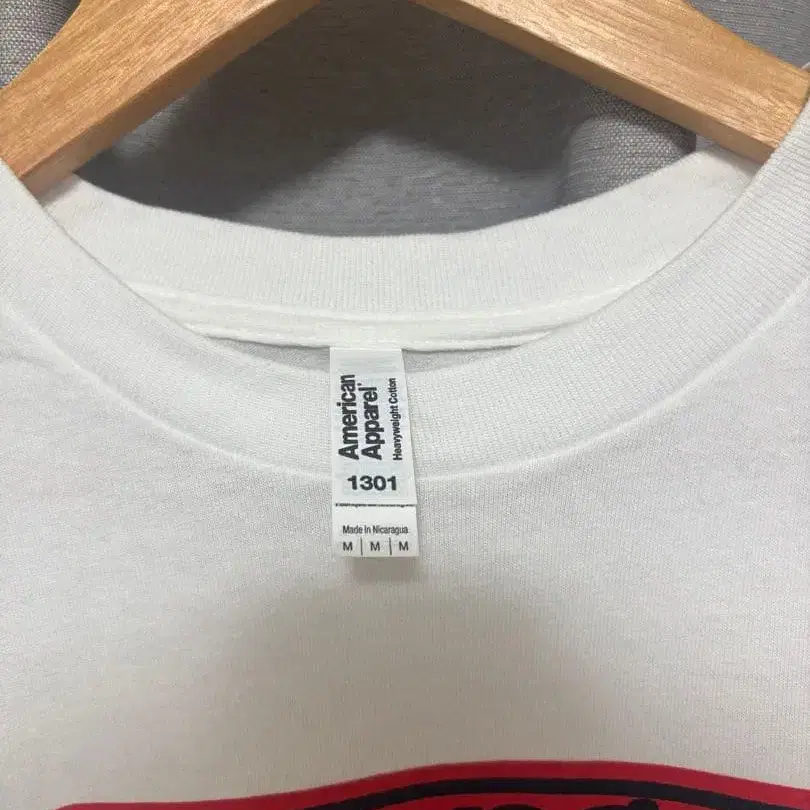 American
Apparel'
Heavyweight Cotton
1301
Made in Nicaragua
M | M | M